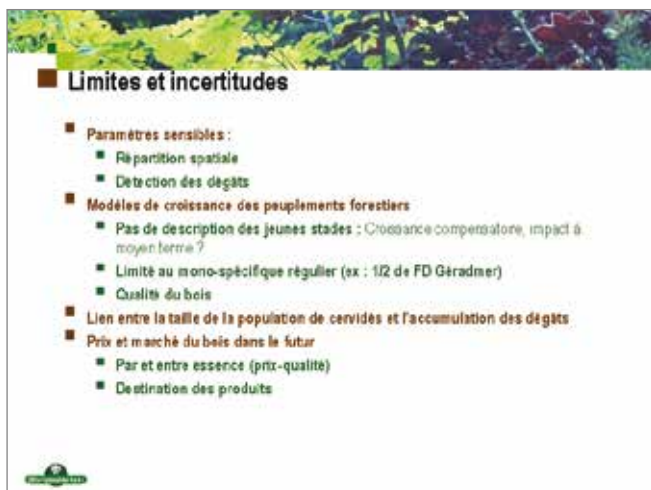 Limites et incertitudes
Paramètres sensibles :
Répartition spatiale
Détection des dégâts
Modèles de croissance des peuplements forestiers
Pas de description des jeunes stades : Croissance compensatoire, impact à
moyen terme ?
Limité au mono-spécifique régulier (ex : 1/2 de FD Géradmer)
Qualité du bois
Lien entre la taille de la population de cervidés et l'accumulation des dégâts
Prix et marché du bois dans le futur
Par et entre essence (prix-qualité)
Destination des produits